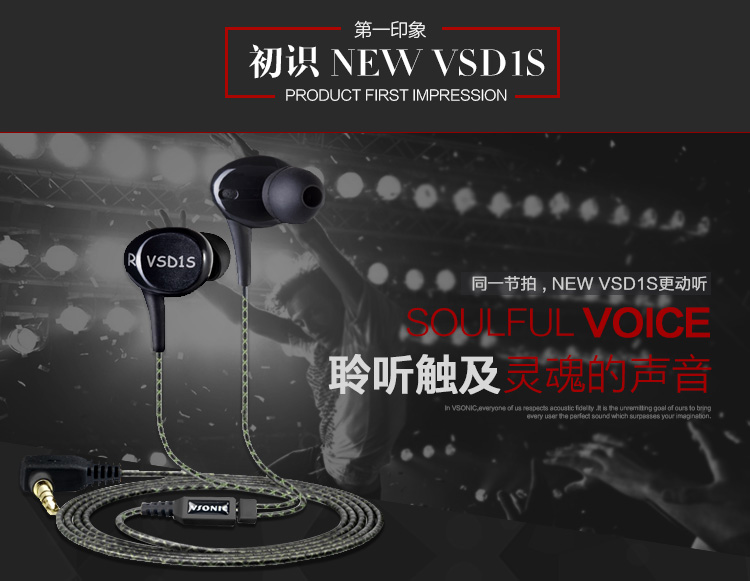 第一印象
初识 NEW VSD1S
PRODUCT FIRST IMPRESSION
R VSD1S
同一节拍，NEW VSD1S更动听
SOULFUL VOICE
聆听触及灵魂的声音
In VSONIC,everyone of us respects acoustic fidelity .It is the unremitting goal of ours to bring
every user the perfect sound which surpasses your imagination.
VSONIC